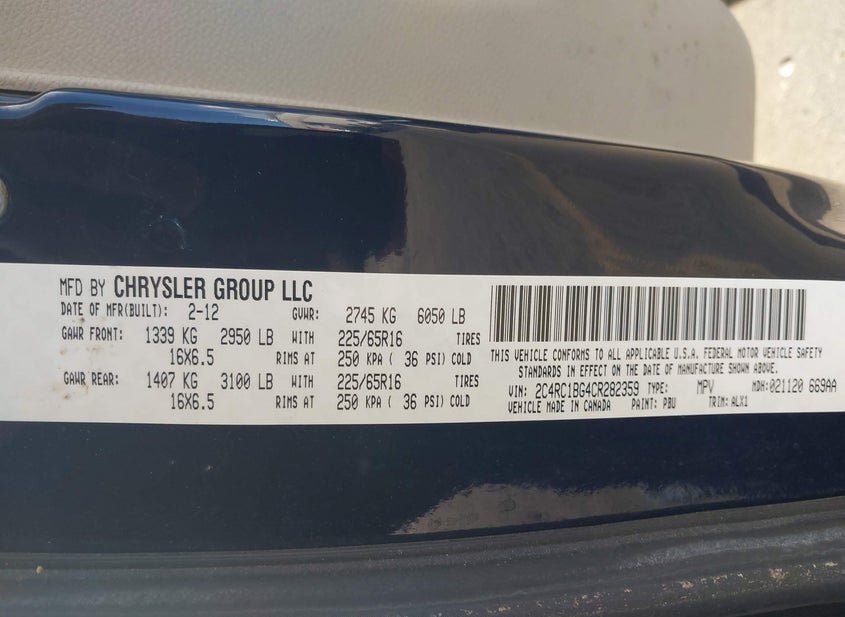 MFD BY CHRYSLER GROUP LLC
DATE OF MFR(BUILT): 2-12 GVWR: 2745 KG 6050 LB
GAWR FRONT: 1339 KG 2950 LB WITH 225/65R16 TIRES
16X6.5 RIMS AT 250 KPA ( 36 PSI) COLD
GAWR REAR: 1407 KG 3100 LB WITH 225/65R16 TIRES
16X6.5 RIMS AT 250 KPA ( 36 PSI) COLD
THIS VEHICLE CONFORMS TO ALL APPLICABLE U.S.A. FEDERAL MOTOR VEHICLE SAFETY
STANDARDS IN EFFECT ON THE DATE OF MANUFACTURE SHOWN ABOVE.
VIN: 2C4RC1BG4CR282359 TYPE: MPV MDH:021120 669AA
VEHICLE MADE IN CANADA PAINT: PBU TRIM: ALX1